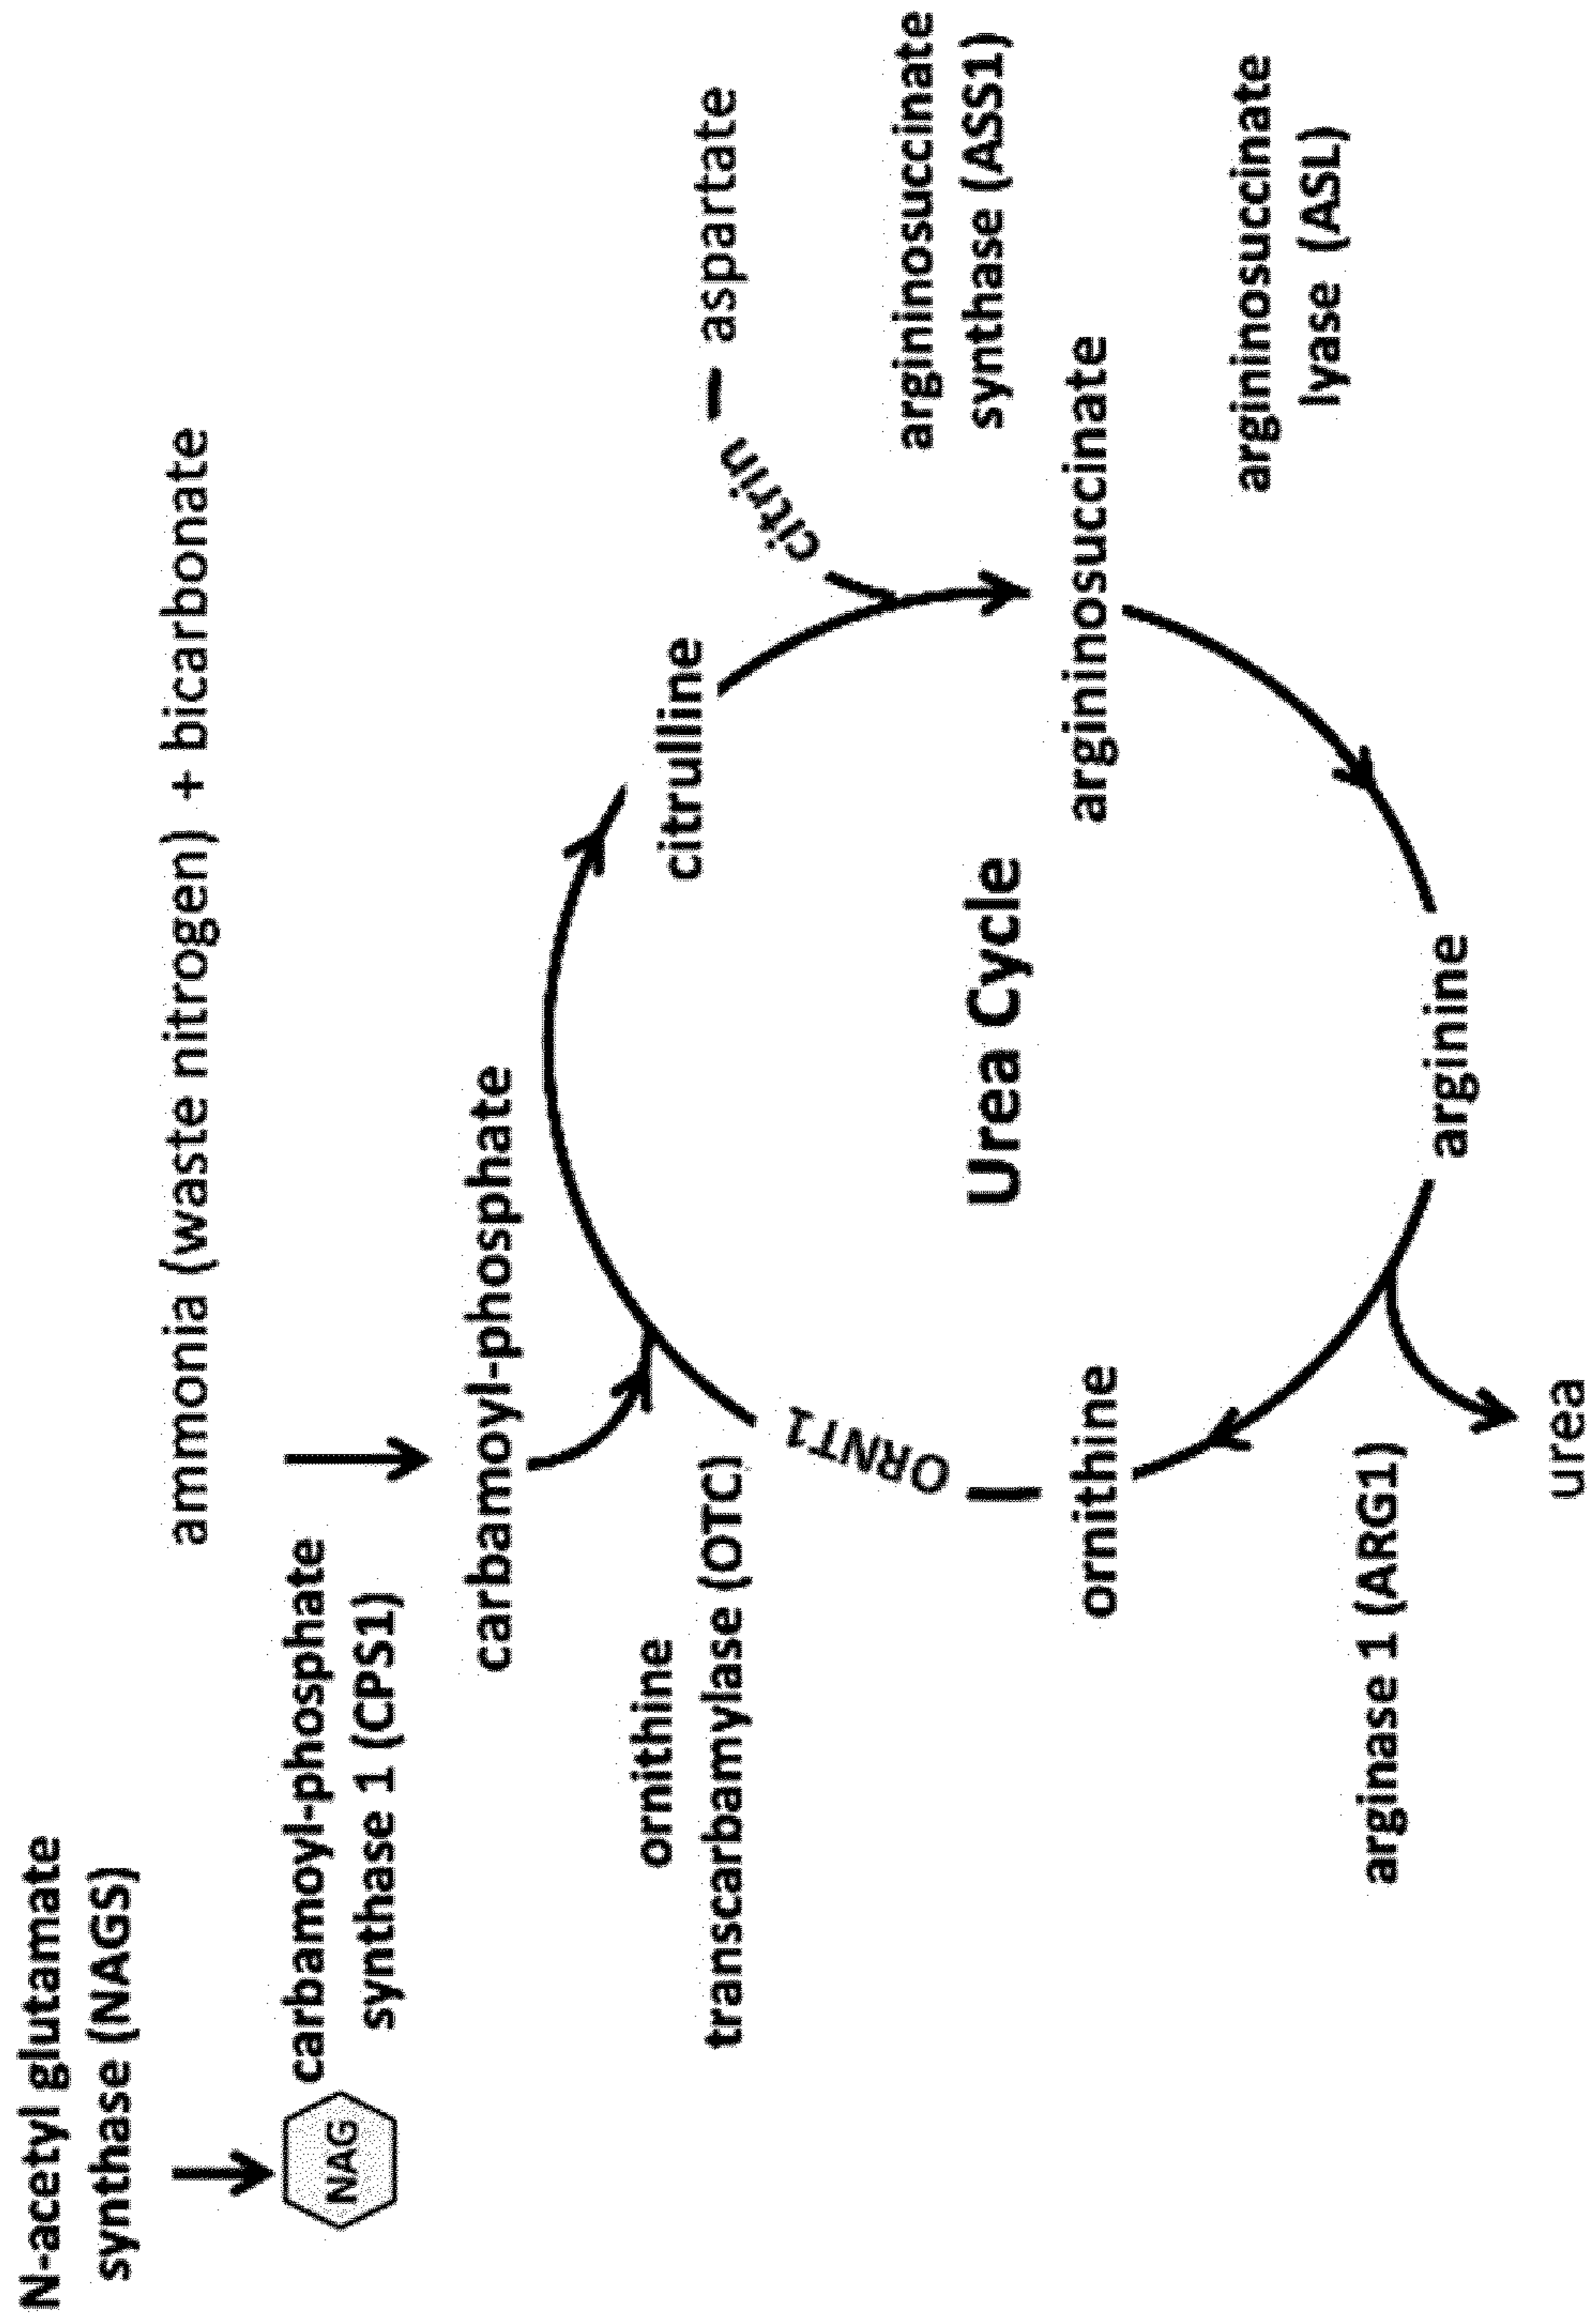 N-acetyl glutamate
synthase (NAGS)
NAG
carbamoyl-phosphate
synthase 1 (CPS1)
ammonia (waste nitrogen) + bicarbonate
carbamoyl-phosphate
ornithine
transcarbamylase (OTC)
citrulline
citrin
aspartate
argininosuccinate
synthase (ASS1)
ORNT1
Urea Cycle
ornithine
argininosuccinate
argininosuccinate
lyase (ASL)
arginase 1 (ARG1)
arginine
urea